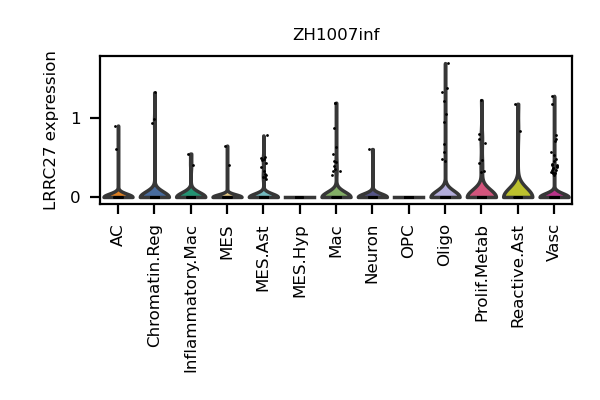 ZH1007inf
LRRC27 expression
1
0
AC
Chromatin.Reg
Inflammatory.Mac
MES
MES.Ast
MES.Hyp
Mac
Neuron
OPC
Oligo
Prolif.Metab
Reactive.Ast
Vasc